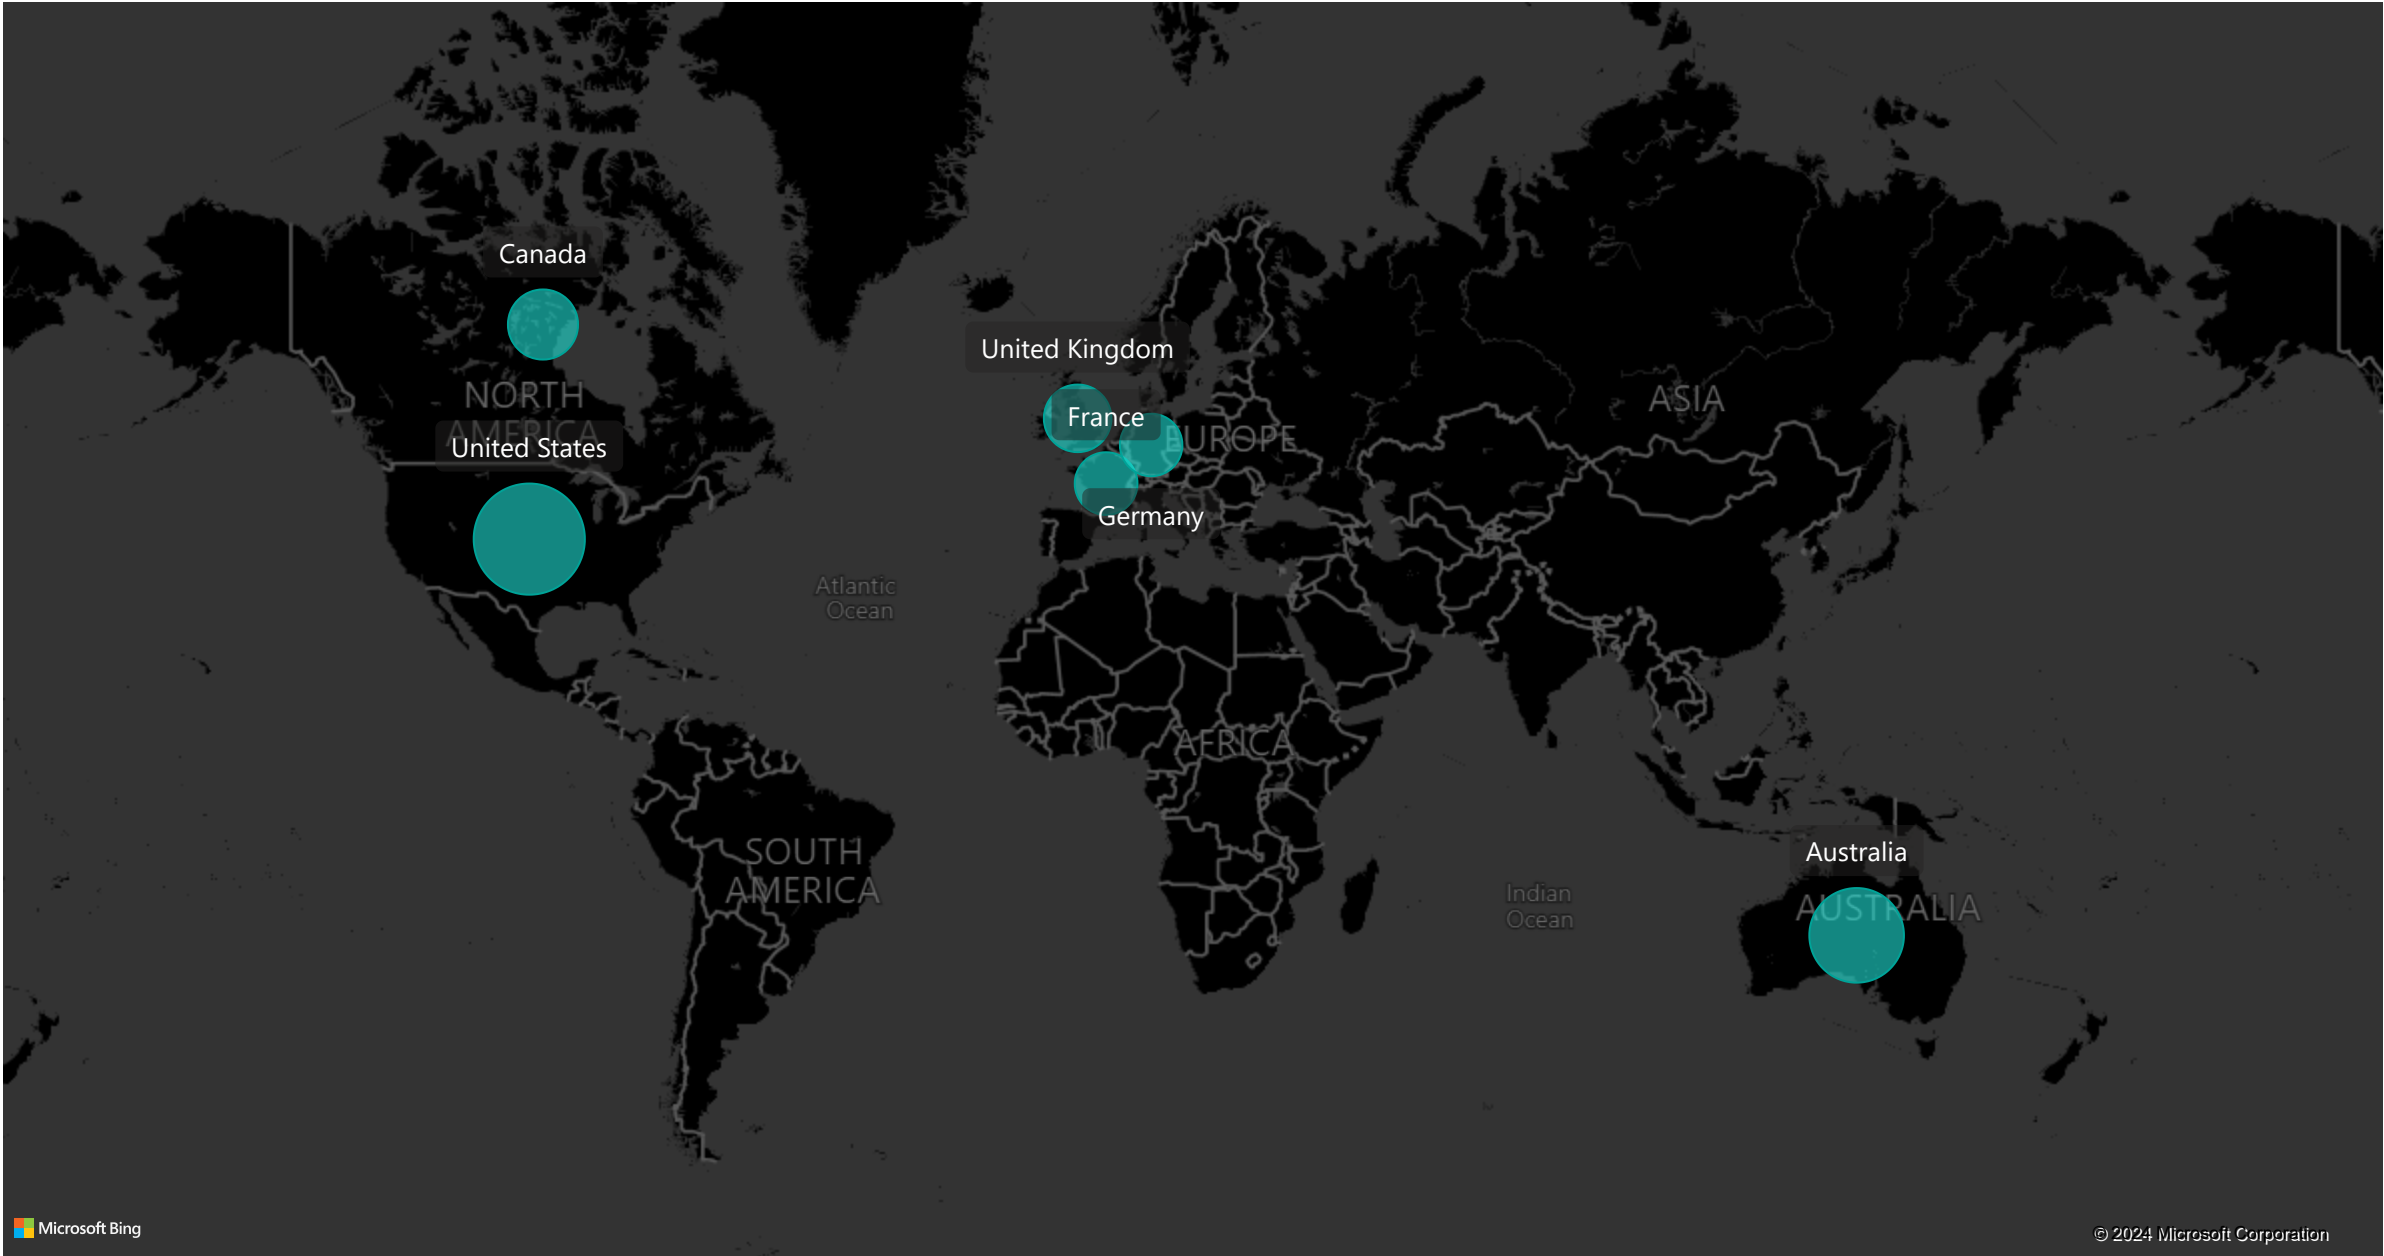 Canada
United Kingdom
NORTH
AMERICA
United States
France
EUROPE
ASIA
Germany
Atlantic
Ocean
AFRICA
SOUTH
AMERICA
Australia
AUSTRALIA
Indian
Ocean
Microsoft Bing
© 2024 Microsoft Corporation